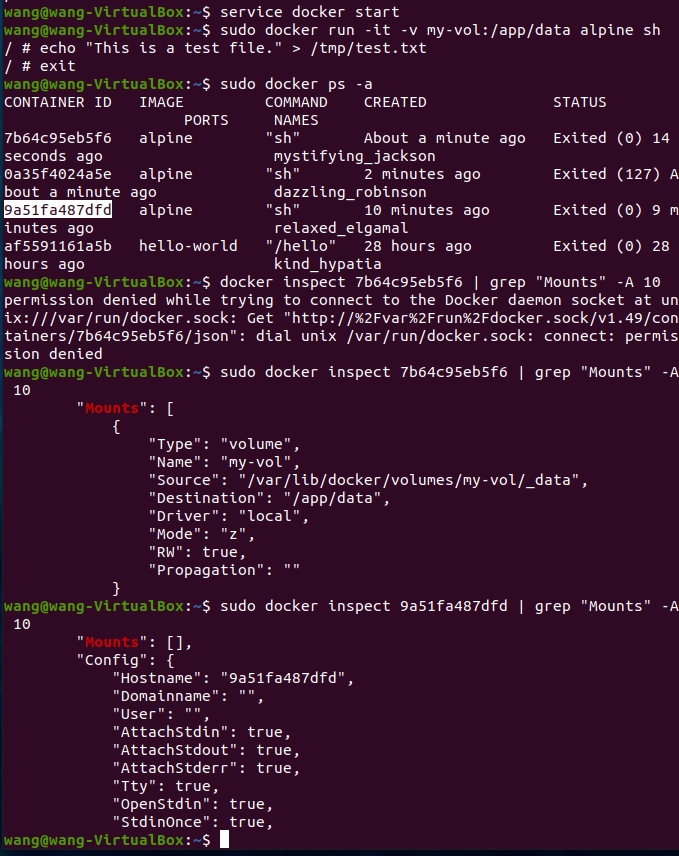 wang@wang-VirtualBox:~$ service docker start
wang@wang-VirtualBox:~$ sudo docker run -it -v my-vol:/app/data alpine sh
/ # echo "This is a test file." > /tmp/test.txt
/ # exit
wang@wang-VirtualBox:~$ sudo docker ps -a
CONTAINER ID   IMAGE         COMMAND    CREATED              STATUS
                    PORTS     NAMES
7b64c95eb5f6   alpine        "sh"       About a minute ago   Exited (0) 14
seconds ago                   mystifying_jackson
0a35f4024a5e   alpine        "sh"       2 minutes ago        Exited (127) A
bout a minute ago             dazzling_robinson
9a51fa487dfd   alpine        "sh"       10 minutes ago       Exited (0) 9 m
inutes ago                    relaxed_elgamal
af5591161a5b   hello-world   "/hello"   28 hours ago         Exited (0) 28
hours ago                     kind_hypatia
wang@wang-VirtualBox:~$ docker inspect 7b64c95eb5f6 | grep "Mounts" -A 10
permission denied while trying to connect to the Docker daemon socket at un
ix:///var/run/docker.sock: Get "http://%2Fvar%2Frun%2Fdocker.sock/v1.49/con
tainers/7b64c95eb5f6/json": dial unix /var/run/docker.sock: connect: permis
sion denied
wang@wang-VirtualBox:~$ sudo docker inspect 7b64c95eb5f6 | grep "Mounts" -A
 10
        "Mounts": [
            {
                "Type": "volume",
                "Name": "my-vol",
                "Source": "/var/lib/docker/volumes/my-vol/_data",
                "Destination": "/app/data",
                "Driver": "local",
                "Mode": "z",
                "RW": true,
                "Propagation": ""
            }
wang@wang-VirtualBox:~$ sudo docker inspect 9a51fa487dfd | grep "Mounts" -A
 10
        "Mounts": [],
        "Config": {
            "Hostname": "9a51fa487dfd",
            "Domainname": "",
            "User": "",
            "AttachStdin": true,
            "AttachStdout": true,
            "AttachStderr": true,
            "Tty": true,
            "OpenStdin": true,
            "StdinOnce": true,
wang@wang-VirtualBox:~$